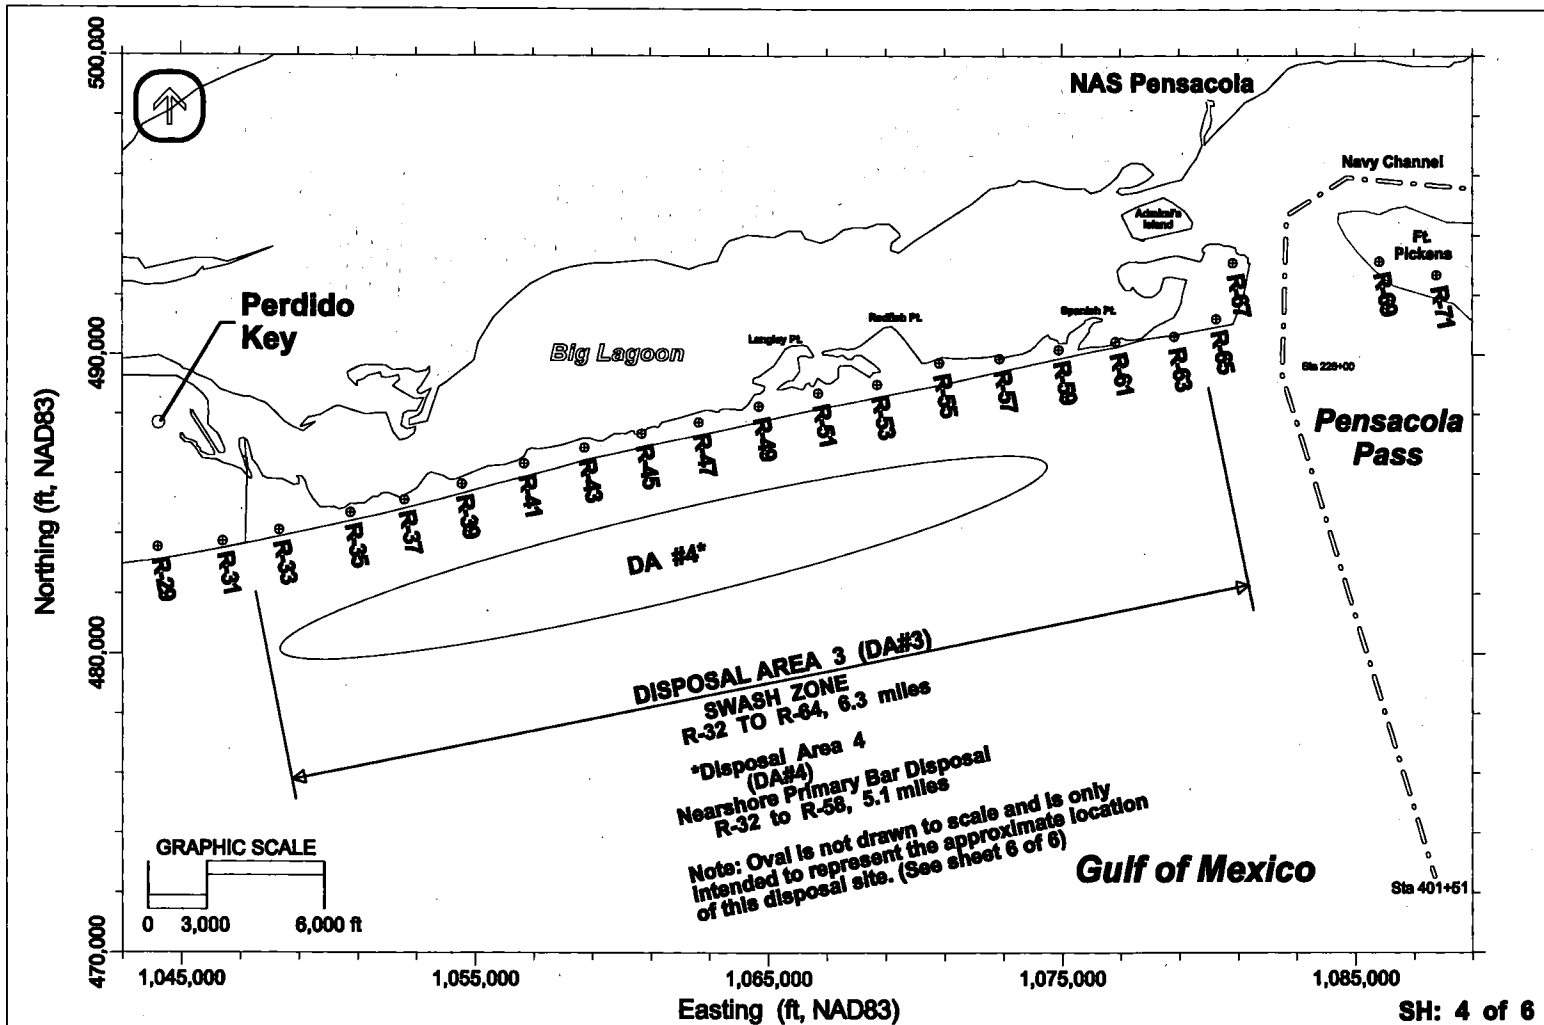 500,000
490,000
480,000
470,000
Northing (ft, NAD83)
NAS Pensacola
Navy Channel
Admiral's
Island
Ft.
Pickens
Perdido
Key
Big Lagoon
Langley Pt.
Redfish Pt.
Spanish Pt.
Sta 226+00
Pensacola
Pass
R-29
R-31
R-33
R-35
R-37
R-39
R-41
R-43
R-45
R-47
R-49
R-51
R-53
R-55
R-57
R-59
R-61
R-63
R-65
R-67
R-69
R-71
DA #4*
DISPOSAL AREA 3 (DA#3)
SWASH ZONE
R-32 TO R-64, 6.3 miles
*Disposal Area 4
(DA#4)
Nearshore Primary Bar Disposal
R-32 to R-58, 5.1 miles
Note: Oval is not drawn to scale and is only
intended to represent the approximate location
of this disposal site. (See sheet 6 of 6)
Gulf of Mexico
Sta 401+51
GRAPHIC SCALE
0 3,000 6,000 ft
1,045,000 1,055,000 1,065,000 1,075,000 1,085,000
Easting (ft, NAD83)
SH: 4 of 6